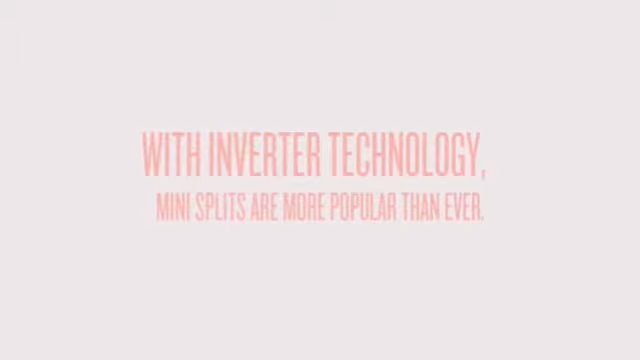 WITH INVERTER TECHNOLOGY,
MINI SPLITS ARE MORE POPULAR THAN EVER.